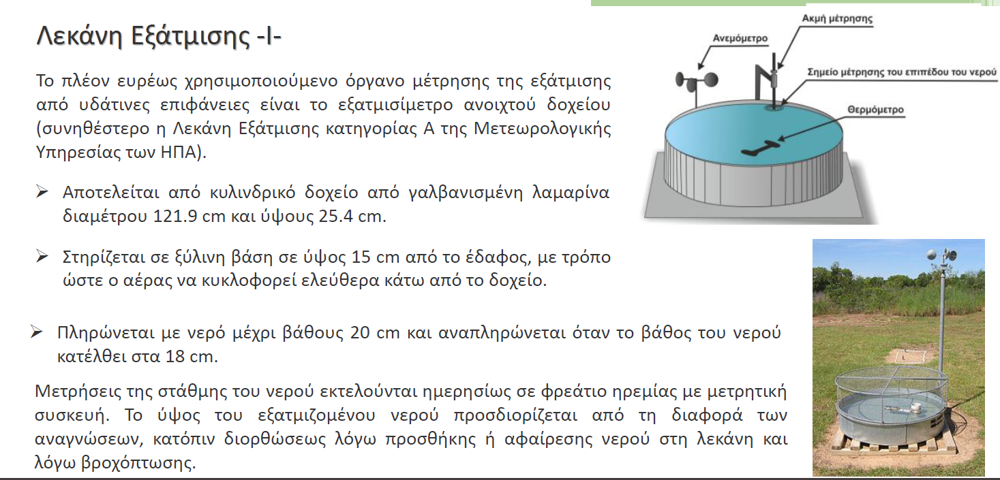 Λεκάνη Εξάτμισης -Ι-
Το πλέον ευρέως χρησιμοποιούμενο όργανο μέτρησης της εξάτμισης
από υδάτινες επιφάνειες είναι το εξατμισίμετρο ανοιχτού δοχείου
(συνηθέστερο η Λεκάνη Εξάτμισης κατηγορίας Α της Μετεωρολογικής
Υπηρεσίας των ΗΠΑ).
➢ Αποτελείται από κυλινδρικό δοχείο από γαλβανισμένη λαμαρίνα
διαμέτρου 121.9 cm και ύψους 25.4 cm.
➢ Στηρίζεται σε ξύλινη βάση σε ύψος 15 cm από το έδαφος, με τρόπο
ώστε ο αέρας να κυκλοφορεί ελεύθερα κάτω από το δοχείο.
➢ Πληρώνεται με νερό μέχρι βάθους 20 cm και αναπληρώνεται όταν το βάθος του νερού
κατέλθει στα 18 cm.
Μετρήσεις της στάθμης του νερού εκτελούνται ημερησίως σε φρεάτιο ηρεμίας με μετρητική
συσκευή. Το ύψος του εξατμιζομένου νερού προσδιορίζεται από τη διαφορά των
αναγνώσεων, κατόπιν διορθώσεως λόγω προσθήκης ή αφαίρεσης νερού στη λεκάνη και
λόγω βροχόπτωσης.
Ακμή μέτρησης
Ανεμόμετρο
Σημείο μέτρησης του επιπέδου του νερού
Θερμόμετρο